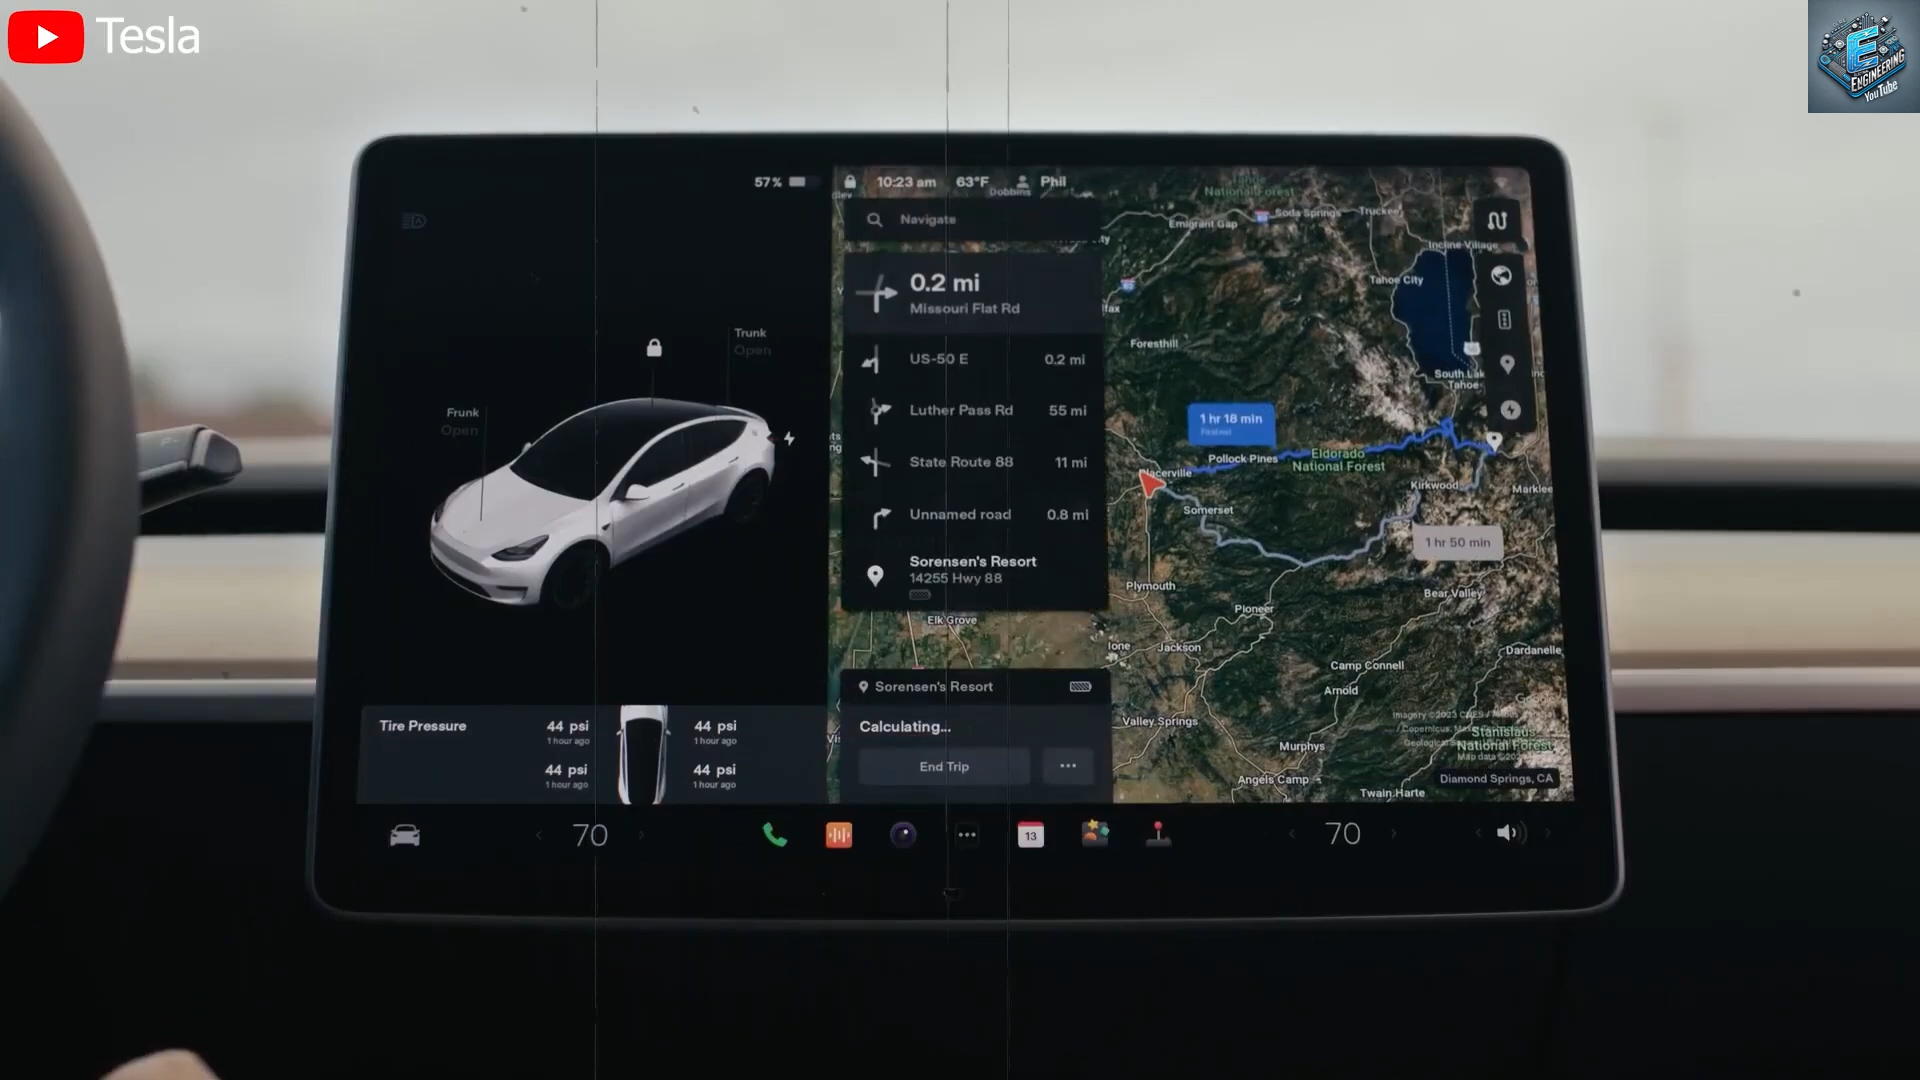 Tesla
E
ENGINEERING
YouTube
57%
10:23 am
63°F
Phil
Navigate
0.2 mi
Missouri Flat Rd
US-50 E
0.2 mi
Luther Pass Rd
55 mi
State Route 88
11 mi
Unnamed road
0.8 mi
Sorensen's Resort
14255 Hwy 88
Sorensen's Resort
Calculating...
End Trip
Trunk
Open
Frunk
Open
Tire Pressure
44 psi
1 hour ago
44 psi
1 hour ago
44 psi
1 hour ago
44 psi
1 hour ago
70
13
70
Dobbins
National Forest
Emigrant Gap
Soda Springs
Truckee
Incline Village
Tahoe City
Foresthill
South Lak
Tahoe
1 hr 18 min
Placerville
Pollock Pines
Eldorado
National Forest
Kirkwood
Marklee
Somerset
1 hr 50 min
Plymouth
Bear Valley
Pioneer
Elk Grove
Ione
Jackson
Dardanelle
Camp Connell
Arnold
Valley Springs
Murphys
Stanislaus
National Forest
Angels Camp
Diamond Springs, CA
Twain Harte